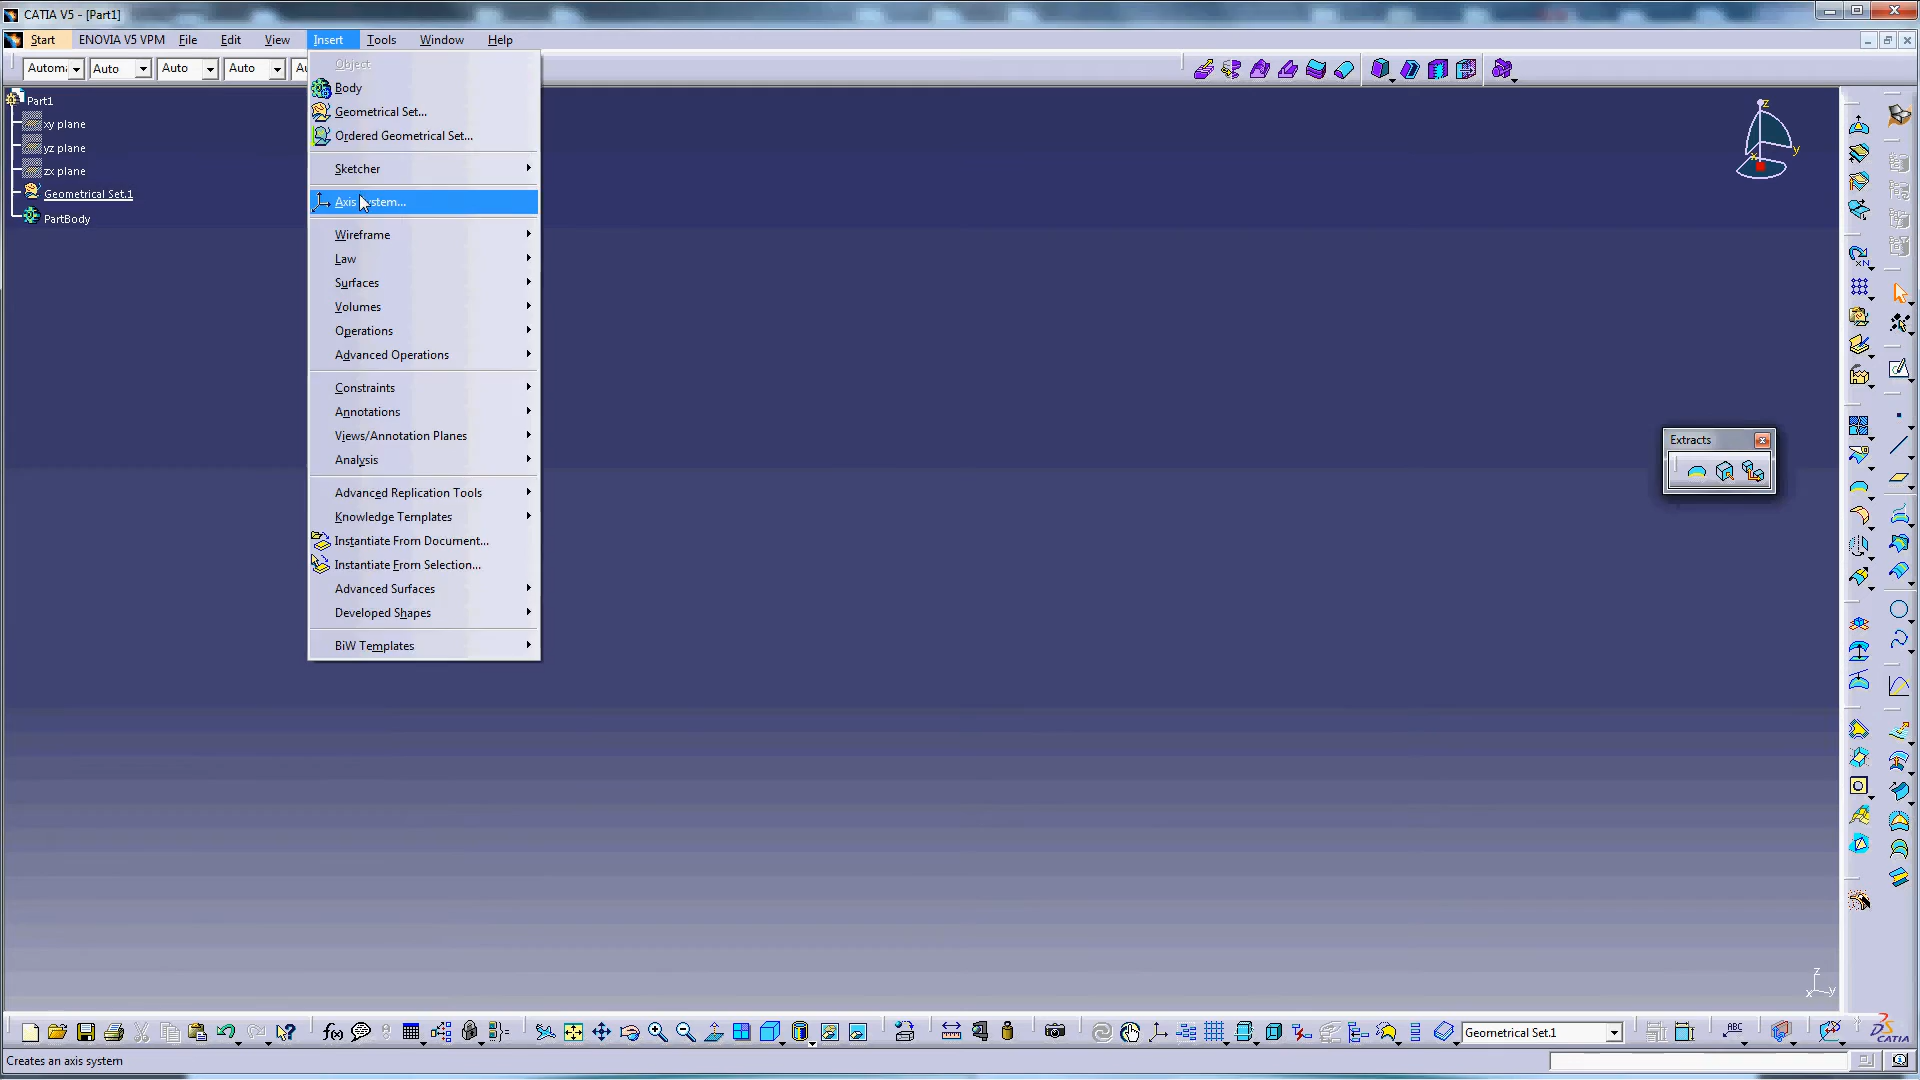 CATIA V5 - [Part1]
Start ENOVIA V5 VPM File Edit View Insert Tools Window Help
Automa Auto Auto Auto Au
Object
Body
Geometrical Set...
Ordered Geometrical Set...
Sketcher
Axis System...
Wireframe
Law
Surfaces
Volumes
Operations
Advanced Operations
Constraints
Annotations
Views/Annotation Planes
Analysis
Advanced Replication Tools
Knowledge Templates
Instantiate From Document...
Instantiate From Selection...
Advanced Surfaces
Developed Shapes
BiW Templates
Part1
xy plane
yz plane
zx plane
Geometrical Set.1
PartBody
z
y
x
Extracts
z
x y
f(x)
Geometrical Set.1
ABC
CATIA
Creates an axis system